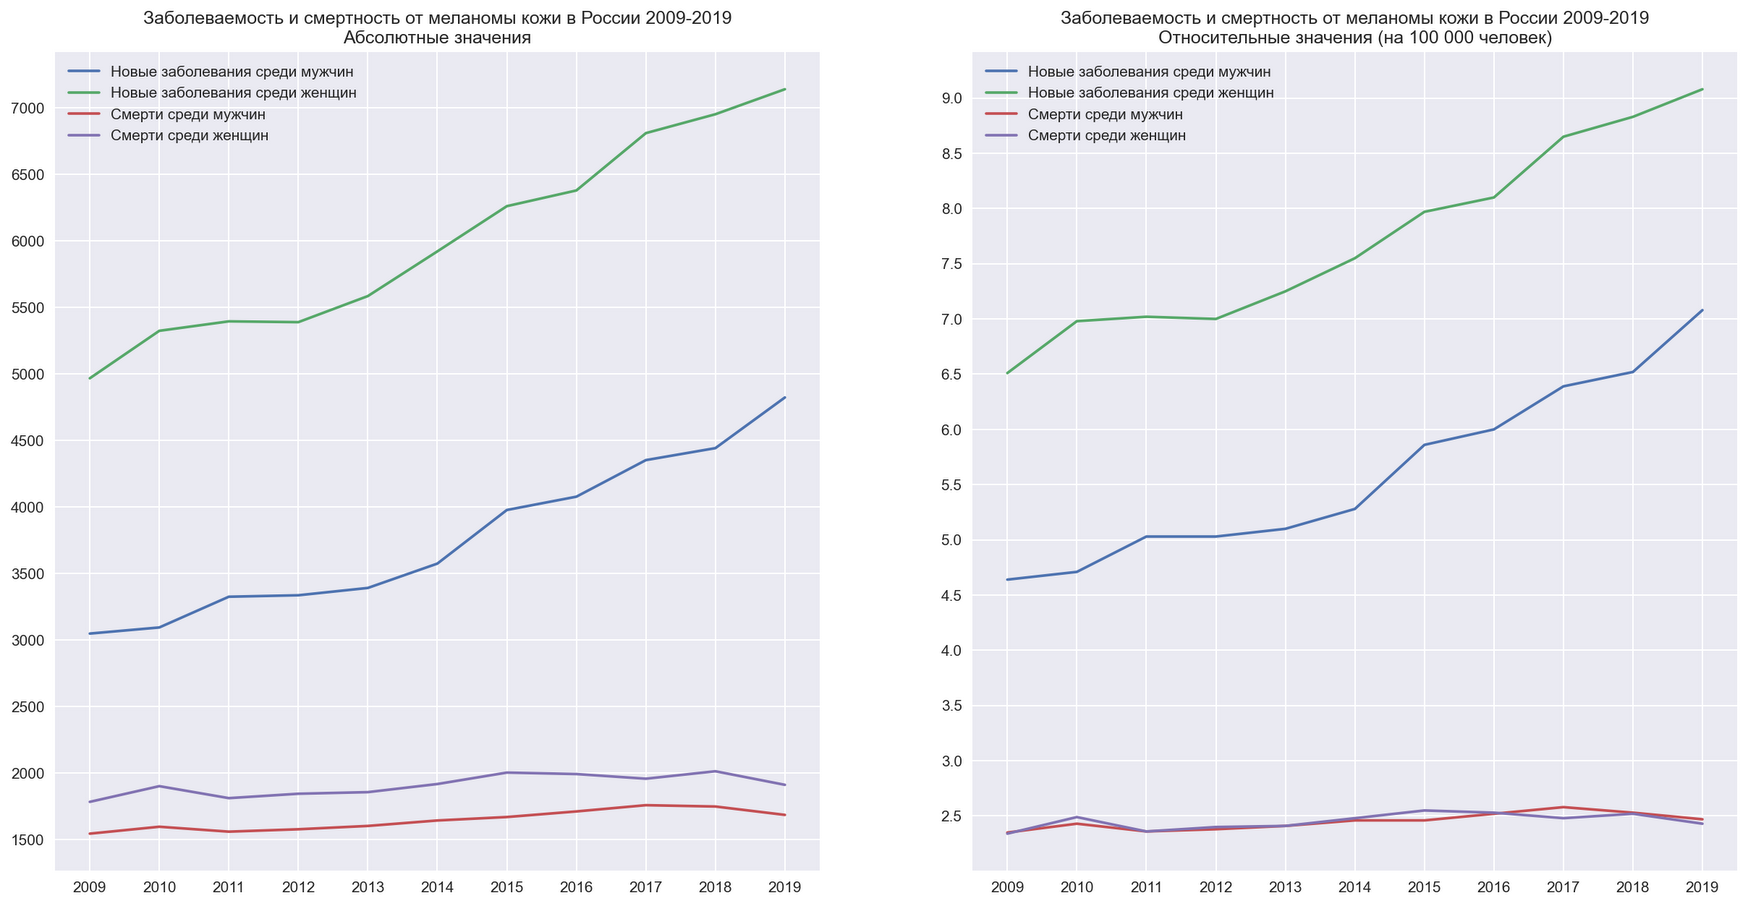 Заболеваемость и смертность от меланомы кожи в России 2009-2019
Абсолютные значения
Новые заболевания среди мужчин
Новые заболевания среди женщин
Смерти среди мужчин
Смерти среди женщин
7000
6500
6000
5500
5000
4500
4000
3500
3000
2500
2000
1500
2009 2010 2011 2012 2013 2014 2015 2016 2017 2018 2019
Заболеваемость и смертность от меланомы кожи в России 2009-2019
Относительные значения (на 100 000 человек)
Новые заболевания среди мужчин
Новые заболевания среди женщин
Смерти среди мужчин
Смерти среди женщин
9.0
8.5
8.0
7.5
7.0
6.5
6.0
5.5
5.0
4.5
4.0
3.5
3.0
2.5
2009 2010 2011 2012 2013 2014 2015 2016 2017 2018 2019